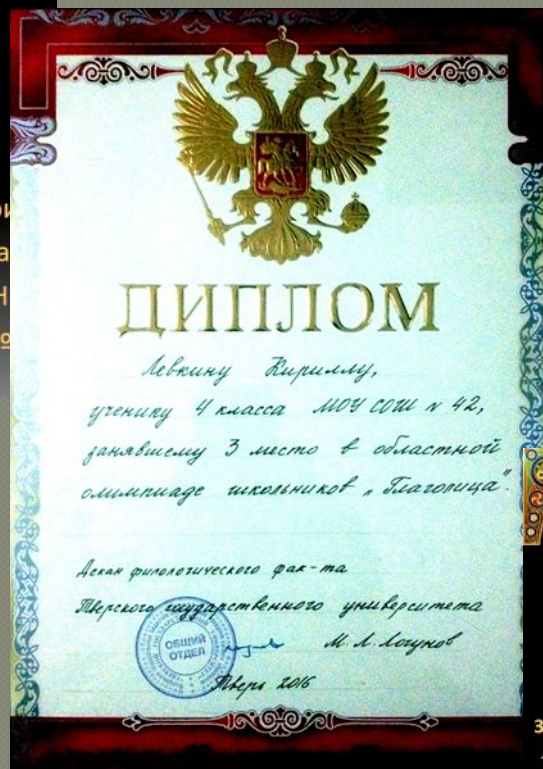 ДИПЛОМ
Левкину Кириллу,
ученику 4 класса МОУ СОШ № 42,
занявшему 3 место в областной
олимпиаде школьников „Глаголица".
Декан филологического фак-та
Тверского государственного университета
ОБЩИЙ
ОТДЕЛ
М. Л. Логунов
Тверь 2016